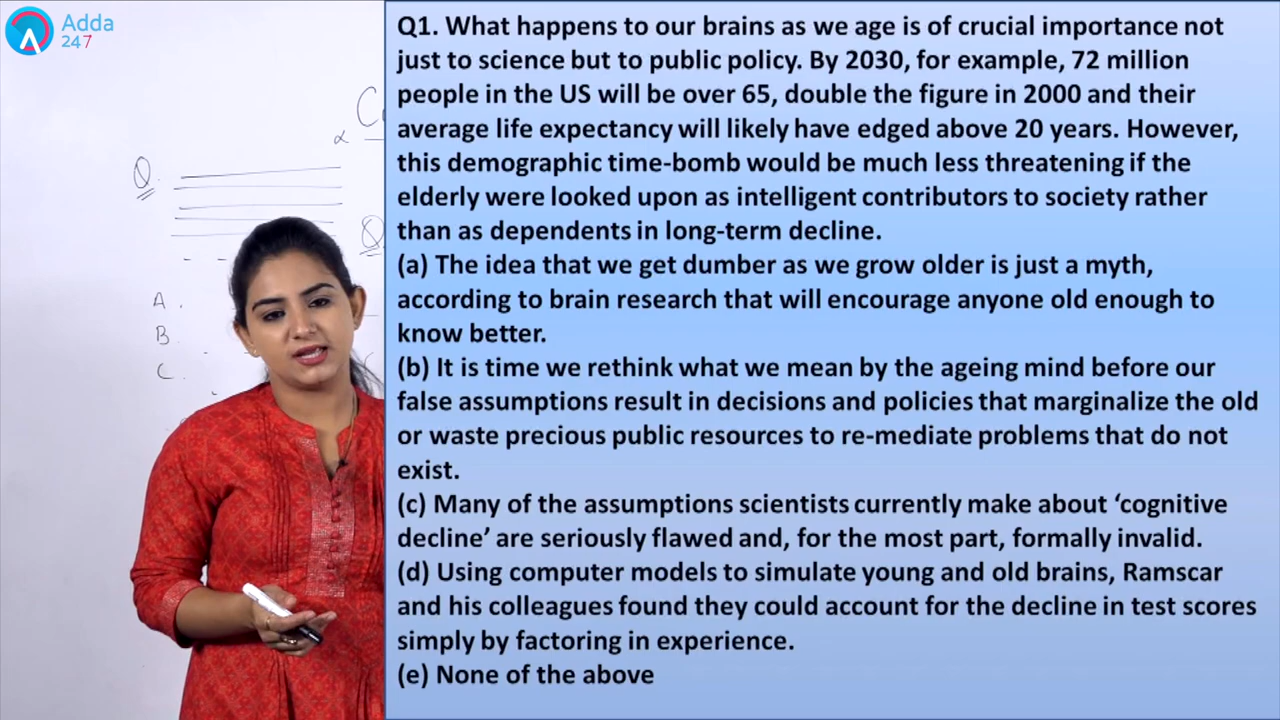 Adda
247
Q1. What happens to our brains as we age is of crucial importance not
just to science but to public policy. By 2030, for example, 72 million
people in the US will be over 65, double the figure in 2000 and their
average life expectancy will likely have edged above 20 years. However,
this demographic time-bomb would be much less threatening if the
elderly were looked upon as intelligent contributors to society rather
than as dependents in long-term decline.
(a) The idea that we get dumber as we grow older is just a myth,
according to brain research that will encourage anyone old enough to
know better.
(b) It is time we rethink what we mean by the ageing mind before our
false assumptions result in decisions and policies that marginalize the old
or waste precious public resources to re-mediate problems that do not
exist.
(c) Many of the assumptions scientists currently make about ‘cognitive
decline’ are seriously flawed and, for the most part, formally invalid.
(d) Using computer models to simulate young and old brains, Ramscar
and his colleagues found they could account for the decline in test scores
simply by factoring in experience.
(e) None of the above
Q.
A.
B.
C.